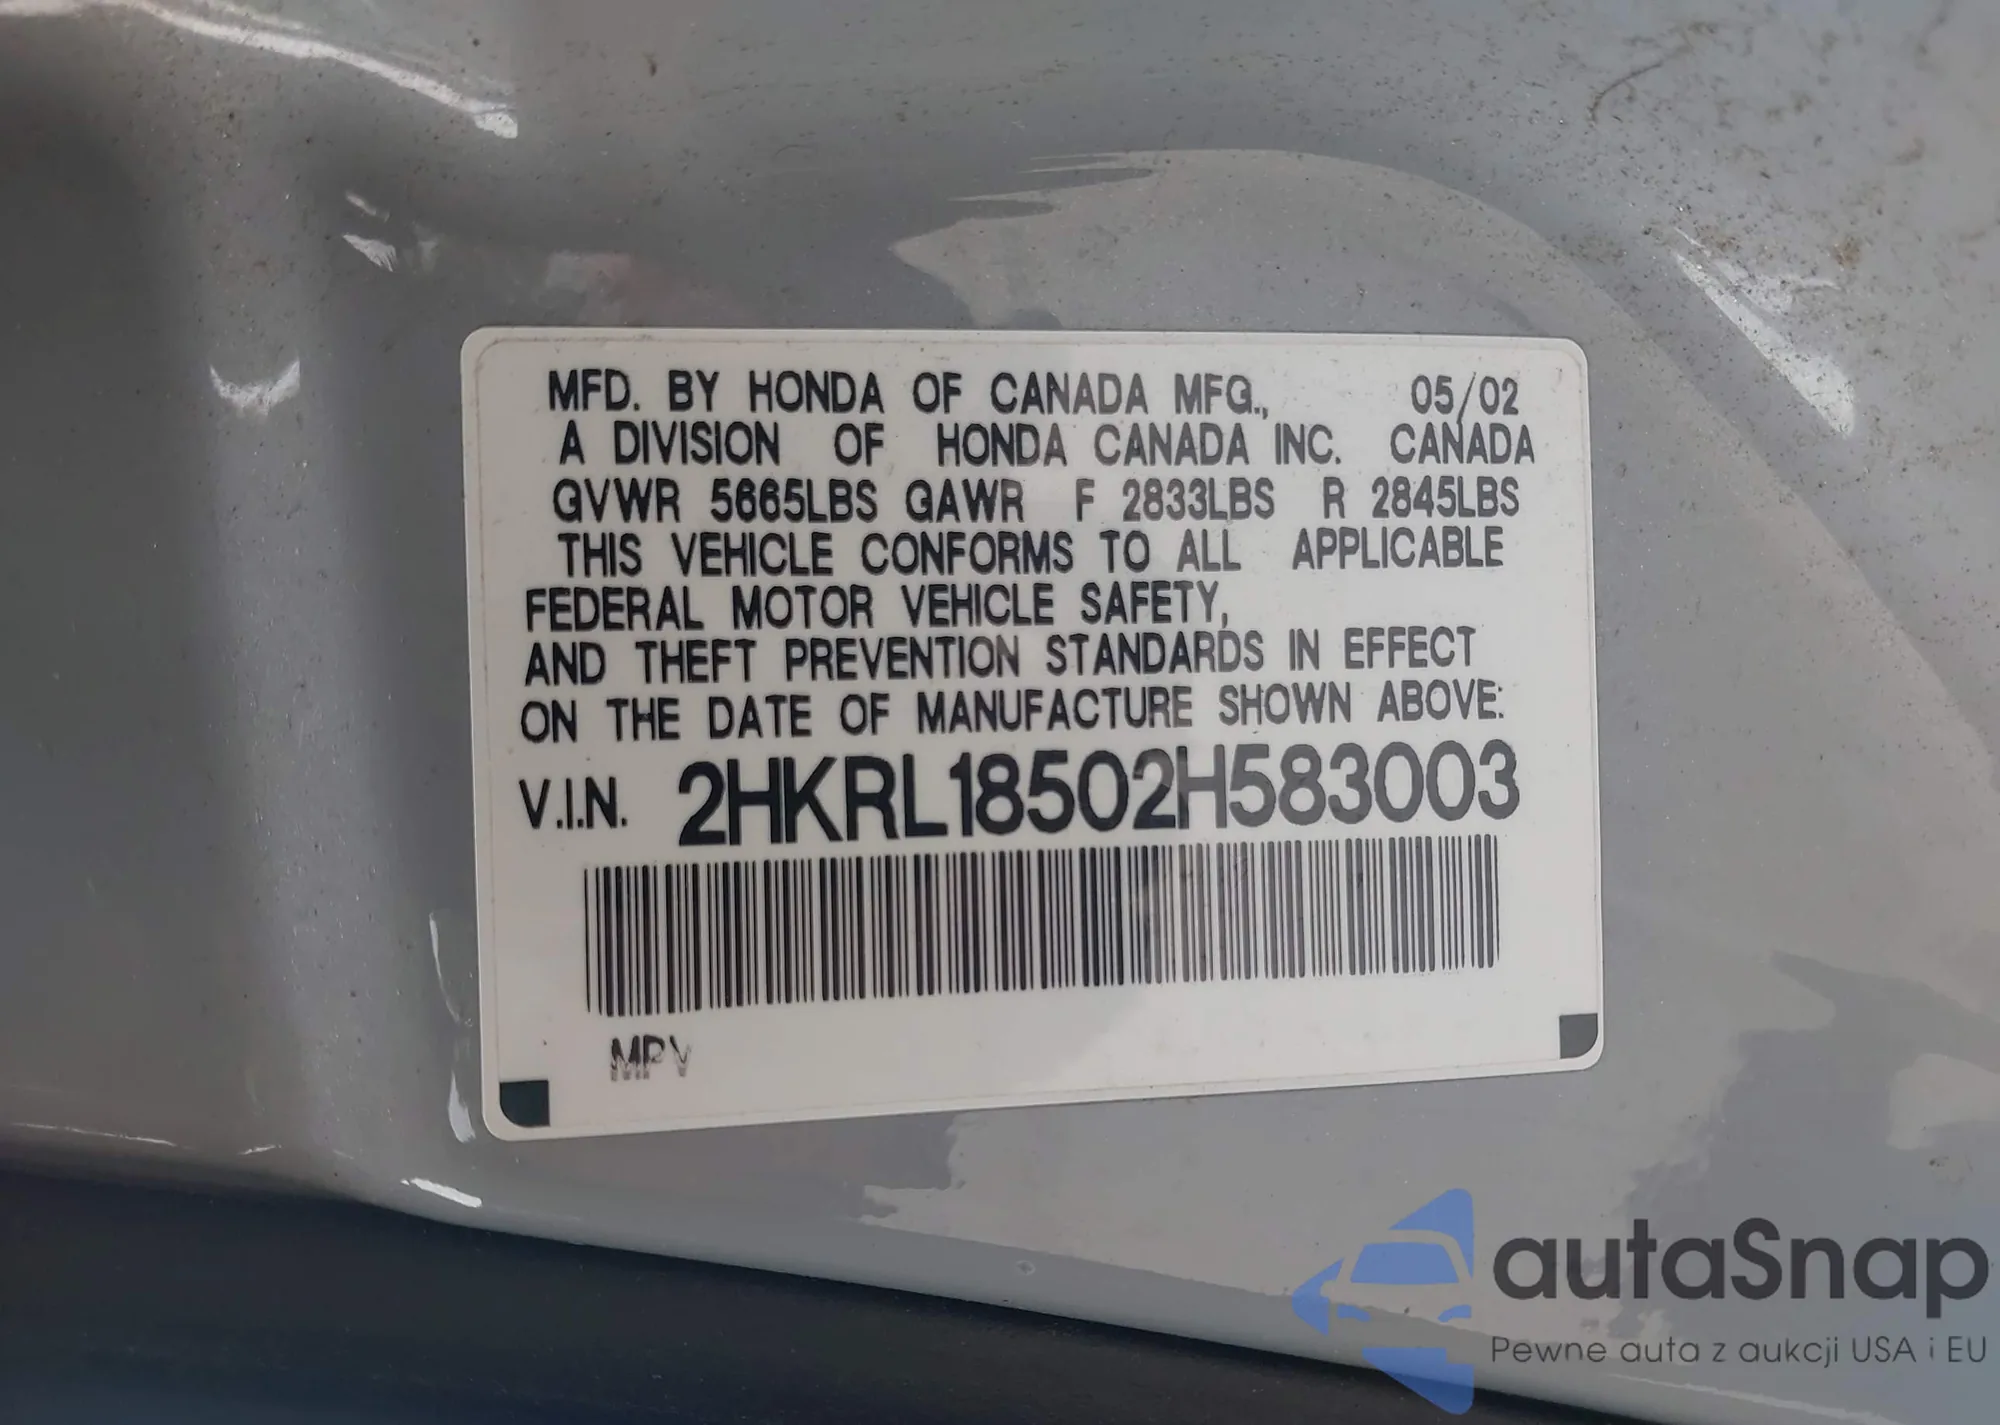 MFD. BY HONDA OF CANADA MFG., 05/02
A DIVISION OF HONDA CANADA INC. CANADA
GVWR 5665LBS GAWR F 2833LBS R 2845LBS
THIS VEHICLE CONFORMS TO ALL APPLICABLE
FEDERAL MOTOR VEHICLE SAFETY,
AND THEFT PREVENTION STANDARDS IN EFFECT
ON THE DATE OF MANUFACTURE SHOWN ABOVE:
V.I.N. 2HKRL18502H583003
MPV
autaSnap
Pewne auta z aukcji USA i EU